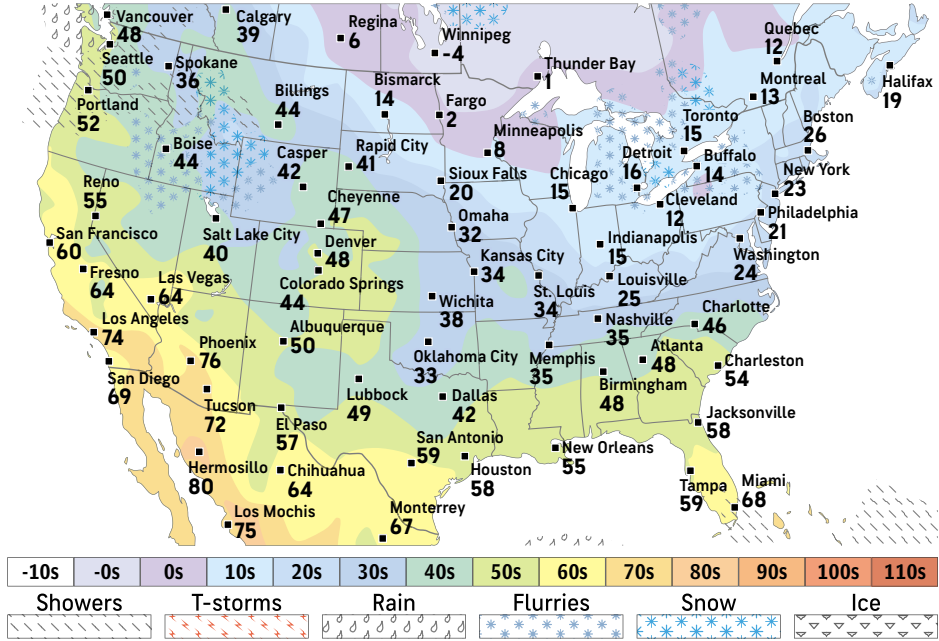 Vancouver
48
Calgary
39
Regina
6
Winnipeg
-4
Quebec
12
Seattle
50
Spokane
36
Thunder Bay
1
Montreal
13
Halifax
19
Portland
52
Billings
44
Bismarck
14
Fargo
2
Minneapolis
8
Toronto
15
Boston
26
Boise
44
Casper
42
Rapid City
41
Sioux Falls
20
Chicago
15
Detroit
16
Buffalo
14
New York
23
Reno
55
Cheyenne
47
Omaha
32
Cleveland
12
Philadelphia
21
San Francisco
60
Salt Lake City
40
Denver
48
Kansas City
34
Indianapolis
15
Washington
24
Fresno
64
Las Vegas
64
Colorado Springs
44
St. Louis
34
Louisville
25
Los Angeles
74
Wichita
38
Nashville
35
Charlotte
46
Phoenix
76
Albuquerque
50
Oklahoma City
33
Memphis
35
Atlanta
48
Charleston
54
San Diego
69
Tucson
72
Lubbock
49
Dallas
42
Birmingham
48
El Paso
57
Jacksonville
58
San Antonio
59
New Orleans
55
Hermosillo
80
Chihuahua
64
Houston
58
Tampa
59
Miami
68
Los Mochis
75
Monterrey
67
-10s -0s 0s 10s 20s 30s 40s 50s 60s 70s 80s 90s 100s 110s
Showers T-storms Rain Flurries Snow Ice